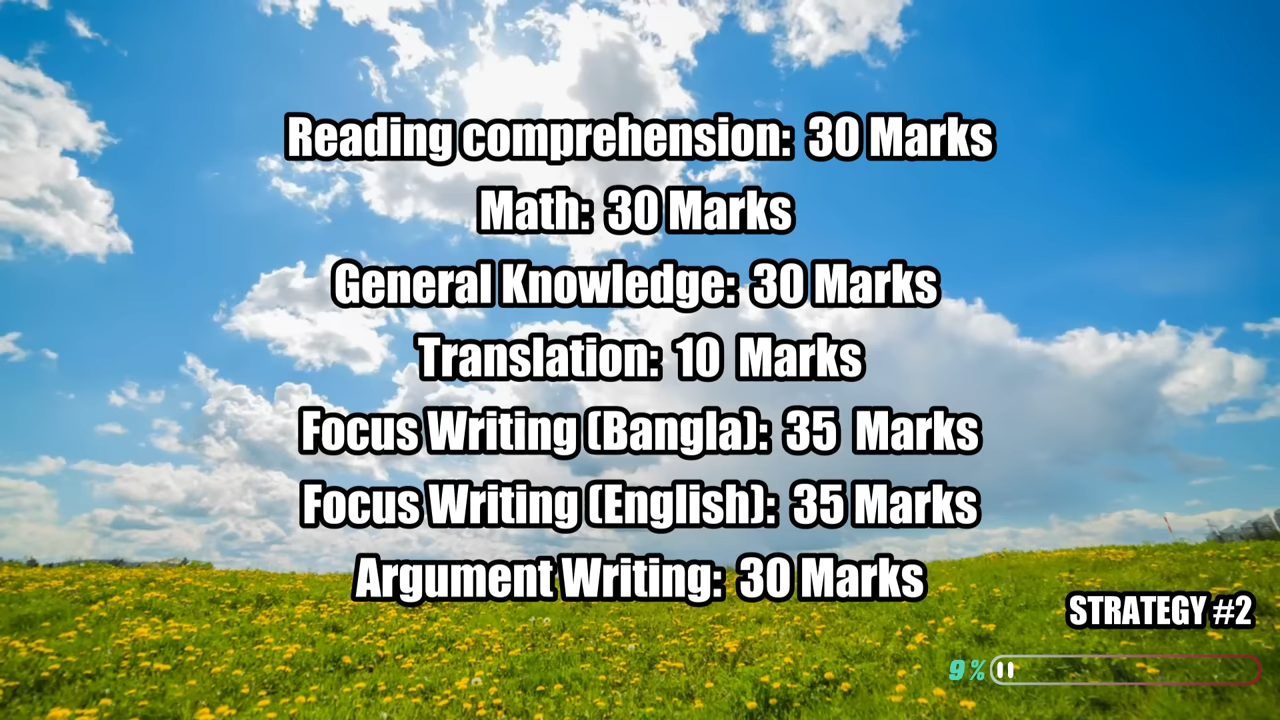 Reading comprehension: 30 Marks
Math: 30 Marks
General Knowledge: 30 Marks
Translation: 10 Marks
Focus Writing (Bangla): 35 Marks
Focus Writing (English): 35 Marks
Argument Writing: 30 Marks
STRATEGY #2
9%